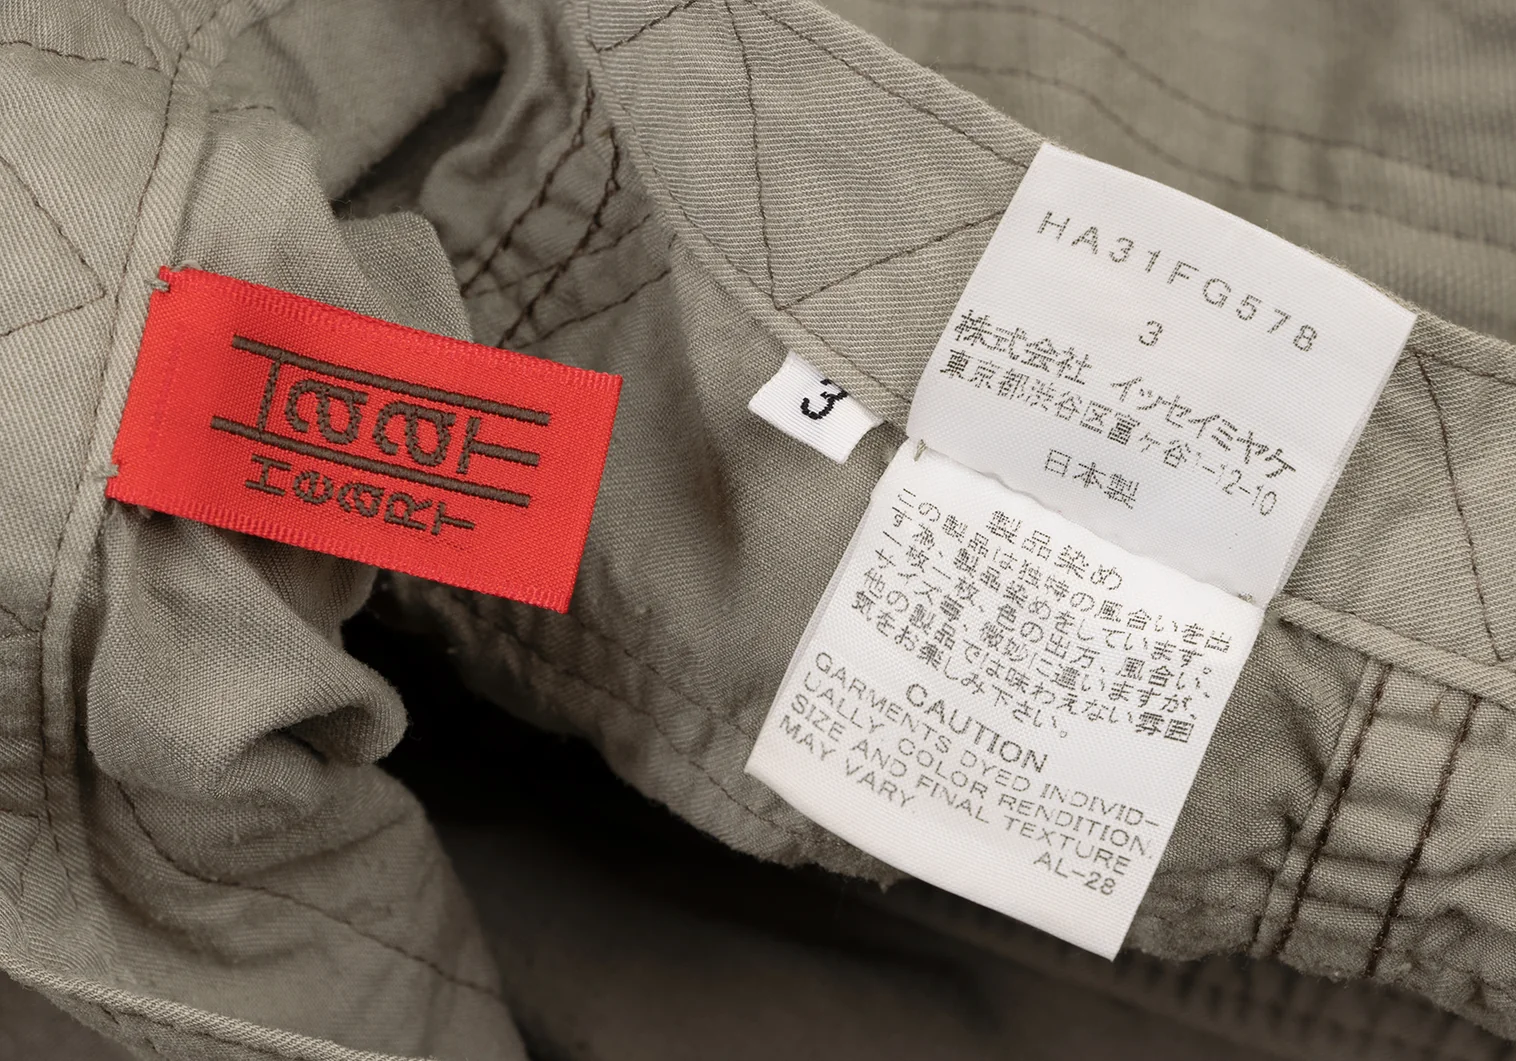 HaaT
HeaRT
3
HA31FG578
3
株式会社 イッセイミヤケ
東京都渋谷区富ヶ谷1-12-10
日本製
製品染め
この製品は独特の風合いを出
す為、製品染めをしています。
一枚一枚、色の出方、風合い、
サイズ等、微妙に違いますが、
他の製品では味わえない雰囲
気をお楽しみ下さい。
CAUTION
GARMENTS DYED INDIVID-
UALLY. COS
SIZE AND COLOR RENDITION,
MAY VARY AND FINAL TEXTURE
AL-28